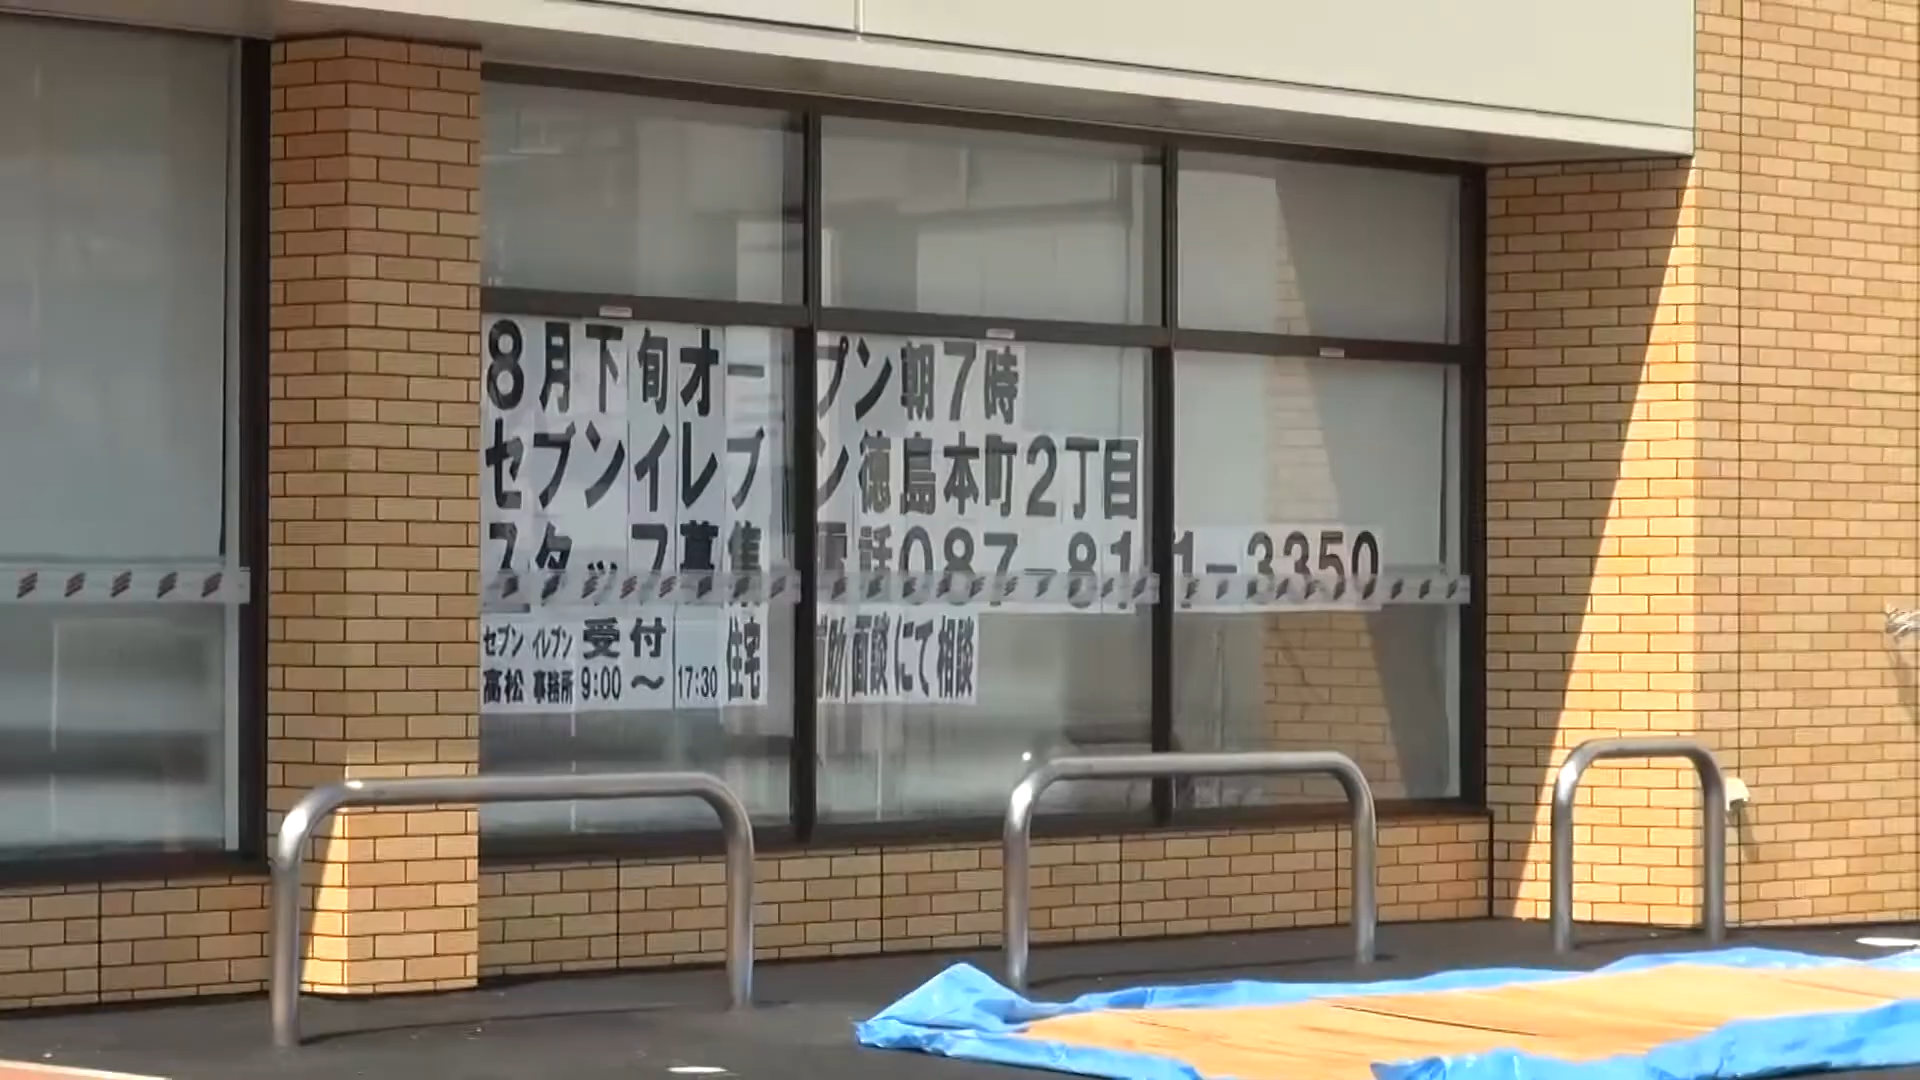 8月下旬オープン朝7時
セブンイレブン徳島本町2丁目
スタッフ募集 電話087-811-3350
セブンイレブン 受付 住宅補助 面談にて相談
高松事務所 9:00〜17:30